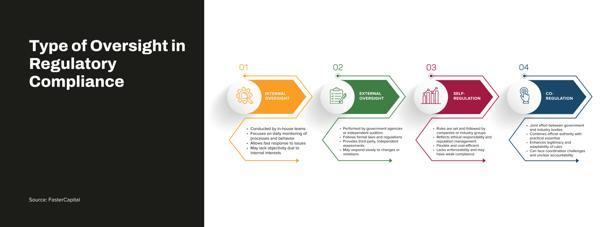 Type of Oversight in
Regulatory
Compliance
Source: FasterCapital
01
INTERNAL
OVERSIGHT
• Conducted by in-house teams
• Focuses on daily monitoring of
processes and behavior
• Allows fast response to issues
• May lack objectivity due to
internal interests
02
EXTERNAL
OVERSIGHT
• Performed by government agencies
or independent auditors
• Follows formal laws and regulations
• Provides third-party, independent
assessments
• May respond slowly to changes or
violations
03
SELF-
REGULATION
• Rules are set and followed by
companies or industry groups
• Reflects ethical responsibility and
reputation management
• Flexible and cost-efficient
• Lacks enforceability and may
have weak compliance
04
CO-
REGULATION
• Joint effort between government
and industry bodies
• Combines official authority with
practical expertise
• Enhances legitimacy and
adaptability of rules
• Can face coordination challenges
and unclear accountability